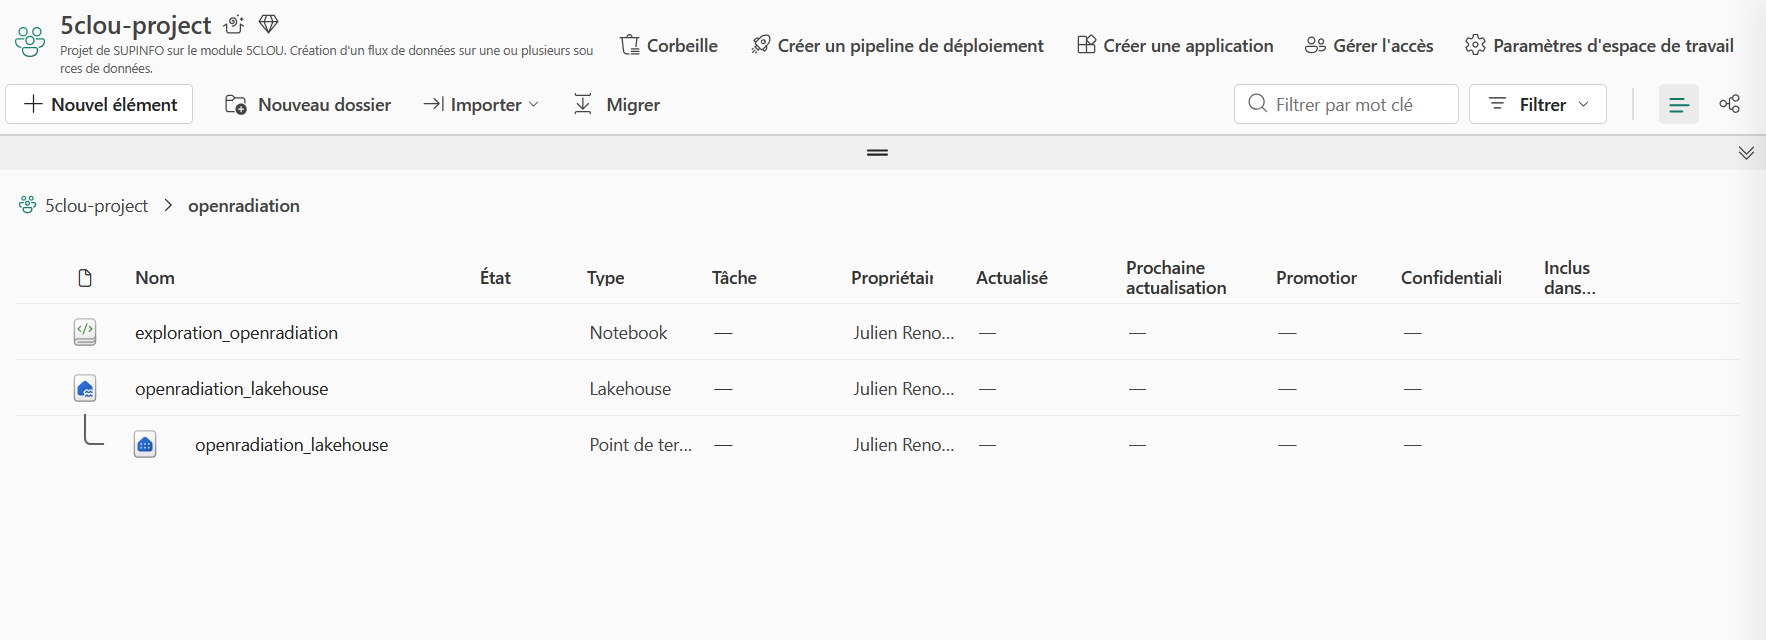 5clou-project
Projet de SUPINFO sur le module 5CLOU. Création d'un flux de données sur une ou plusieurs sou
rces de données.
Corbeille
Créer un pipeline de déploiement
Créer une application
Gérer l'accès
Paramètres d'espace de travail
Nouvel élément
Nouveau dossier
Importer
Migrer
Filtrer par mot clé
Filtrer
5clou-project > openradiation
Nom
État
Type
Tâche
Propriétair
Actualisé
Prochaine
actualisation
Promotior
Confidentiali
Inclus
dans...
exploration_openradiation Notebook — Julien Reno... — — — —
openradiation_lakehouse Lakehouse — Julien Reno... — — — —
openradiation_lakehouse Point de ter... — Julien Reno... — — — —